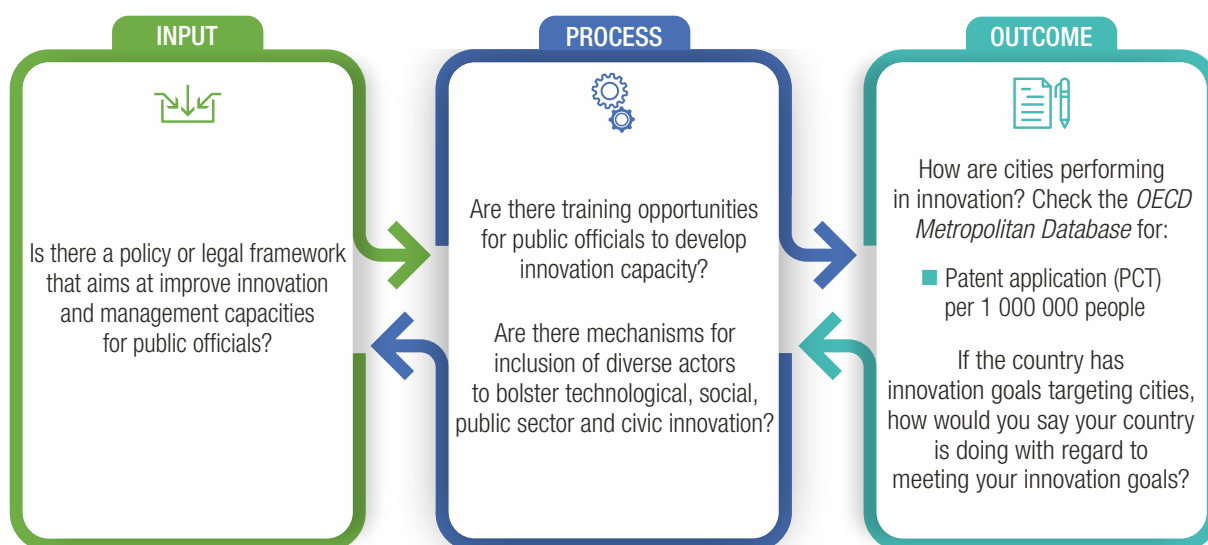 INPUT
Is there a policy or legal framework
that aims at improve innovation
and management capacities
for public officials?
PROCESS
Are there training opportunities
for public officials to develop
innovation capacity?
Are there mechanisms for
inclusion of diverse actors
to bolster technological, social,
public sector and civic innovation?
OUTCOME
How are cities performing
in innovation? Check the OECD
Metropolitan Database for:
Patent application (PCT)
per 1 000 000 people
If the country has
innovation goals targeting cities,
how would you say your country
is doing with regard to
meeting your innovation goals?